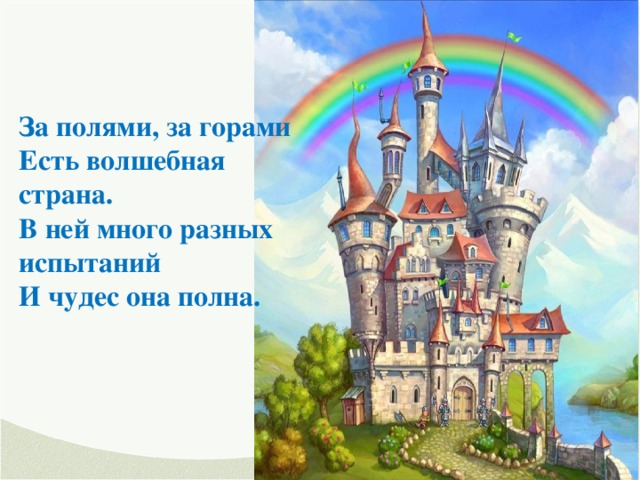 За полями, за горами
Есть волшебная
страна.
В ней много разных
испытаний
И чудес она полна.